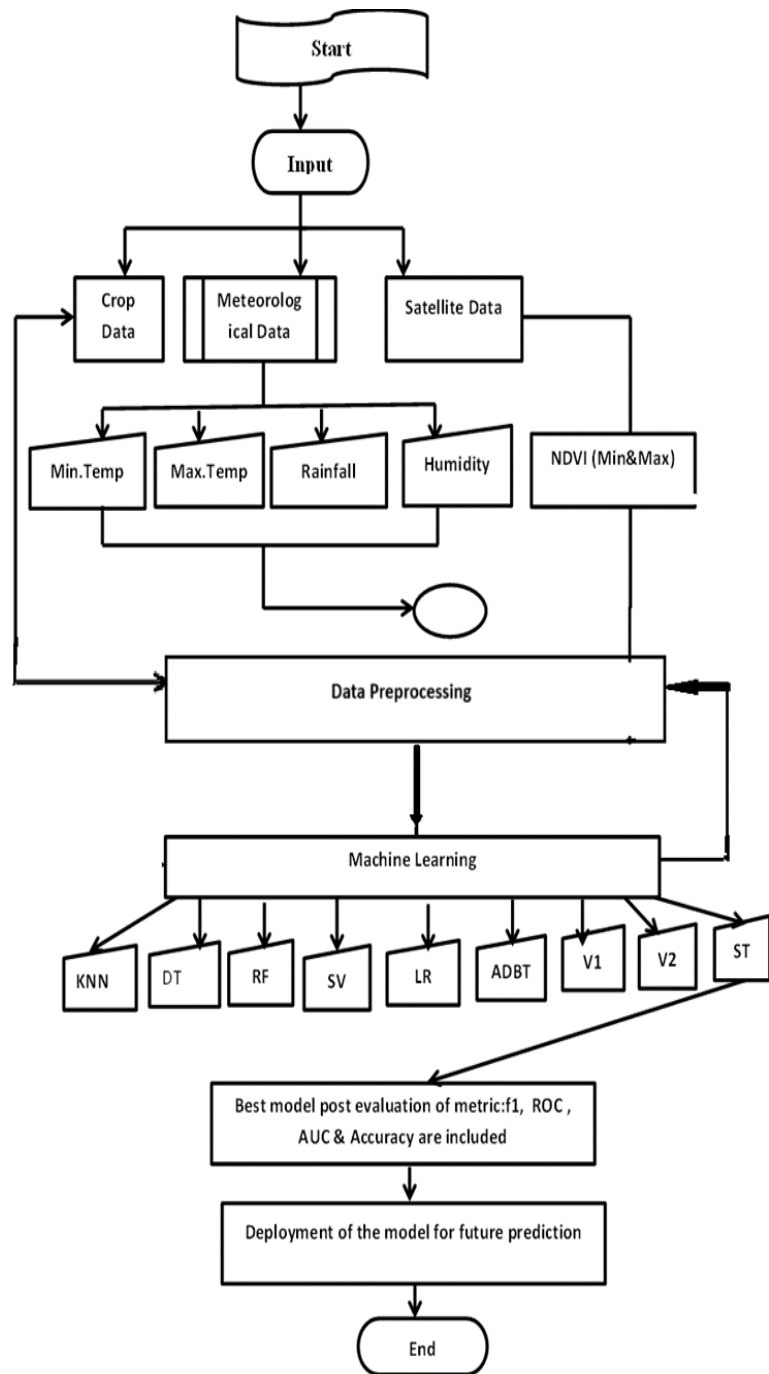 Start
Input
Crop
Data
Meteorolog
ical Data
Satellite Data
Min.Temp
Max.Temp
Rainfall
Humidity
NDVI (Min&Max)
Data Preprocessing
Machine Learning
KNN
DT
RF
SV
LR
ADBT
V1
V2
ST
Best model post evaluation of metric:f1, ROC ,
AUC & Accuracy are included
Deployment of the model for future prediction
End